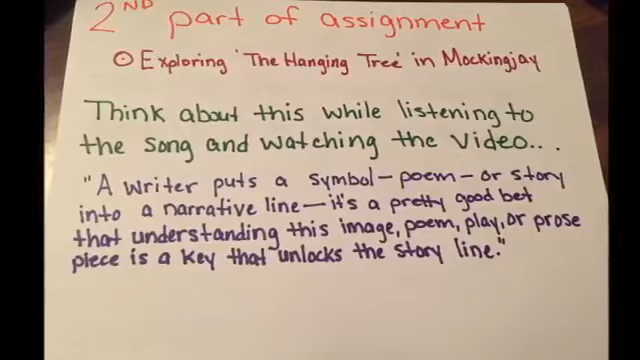 2ND part of assignment
⊙ Exploring 'The Hanging Tree' in Mockingjay
Think about this while listening to
the song and watching the video...
"A writer puts a symbol-poem-or story
into a narrative line-it's a pretty good bet
that understanding this image, poem, play, or prose
piece is a key that unlocks the story line."